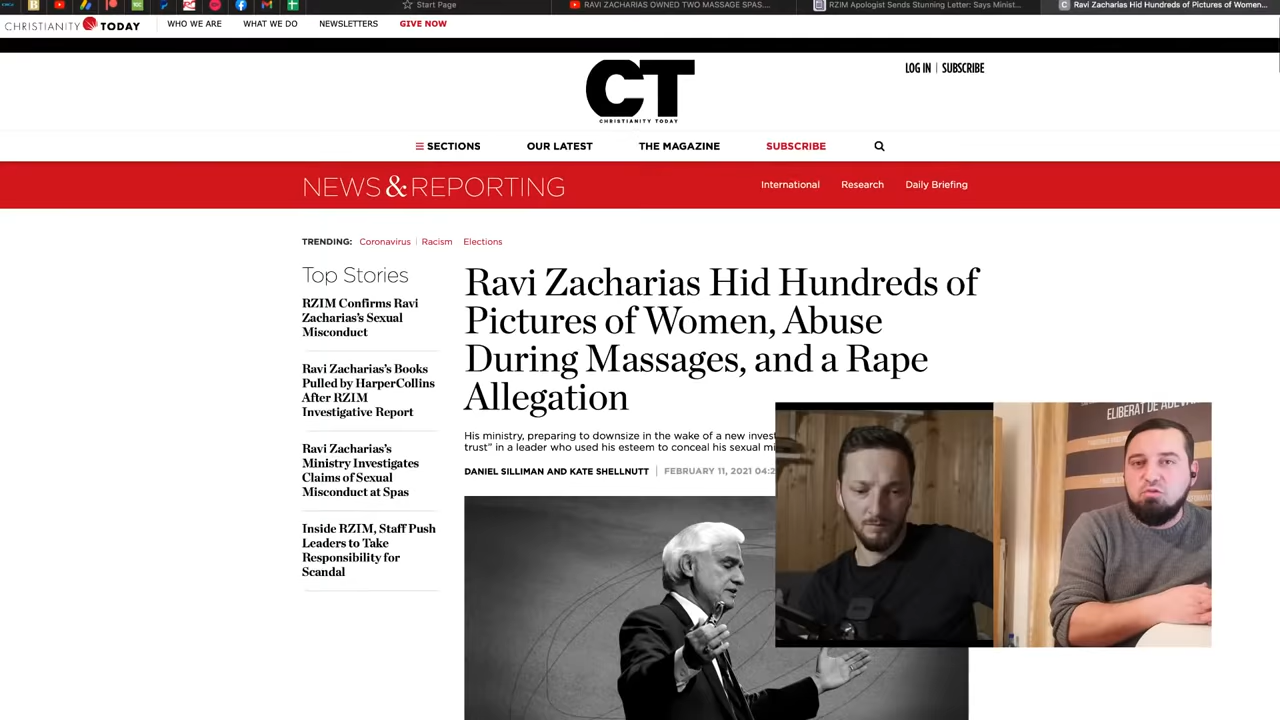 Start Page
RAVI ZACHARIAS OWNED TWO MASSAGE SPAS....
RZIM Apologist Sends Stunning Letter: Says Minist...
Ravi Zacharias Hid Hundreds of Pictures of Women...
CHRISTIANITY TODAY
WHO WE ARE
WHAT WE DO
NEWSLETTERS
GIVE NOW
CT
CHRISTIANITY TODAY
LOG IN | SUBSCRIBE
SECTIONS
OUR LATEST
THE MAGAZINE
SUBSCRIBE
NEWS & REPORTING
International
Research
Daily Briefing
TRENDING: Coronavirus | Racism Elections
Top Stories
RZIM Confirms Ravi
Zacharias's Sexual
Misconduct
Ravi Zacharias's Books
Pulled by HarperCollins
After RZIM
Investigative Report
Ravi Zacharias's
Ministry Investigates
Claims of Sexual
Misconduct at Spas
Inside RZIM, Staff Push
Leaders to Take
Responsibility for
Scandal
Ravi Zacharias Hid Hundreds of
Pictures of Women, Abuse
During Massages, and a Rape
Allegation
His ministry, preparing to downsize in the wake of a new invest
trust” in a leader who used his esteem to conceal his sexual mi
DANIEL SILLIMAN AND KATE SHELLNUTT | FEBRUARY 11, 2021 04:2
ELIBERAT DE ADEVĂ